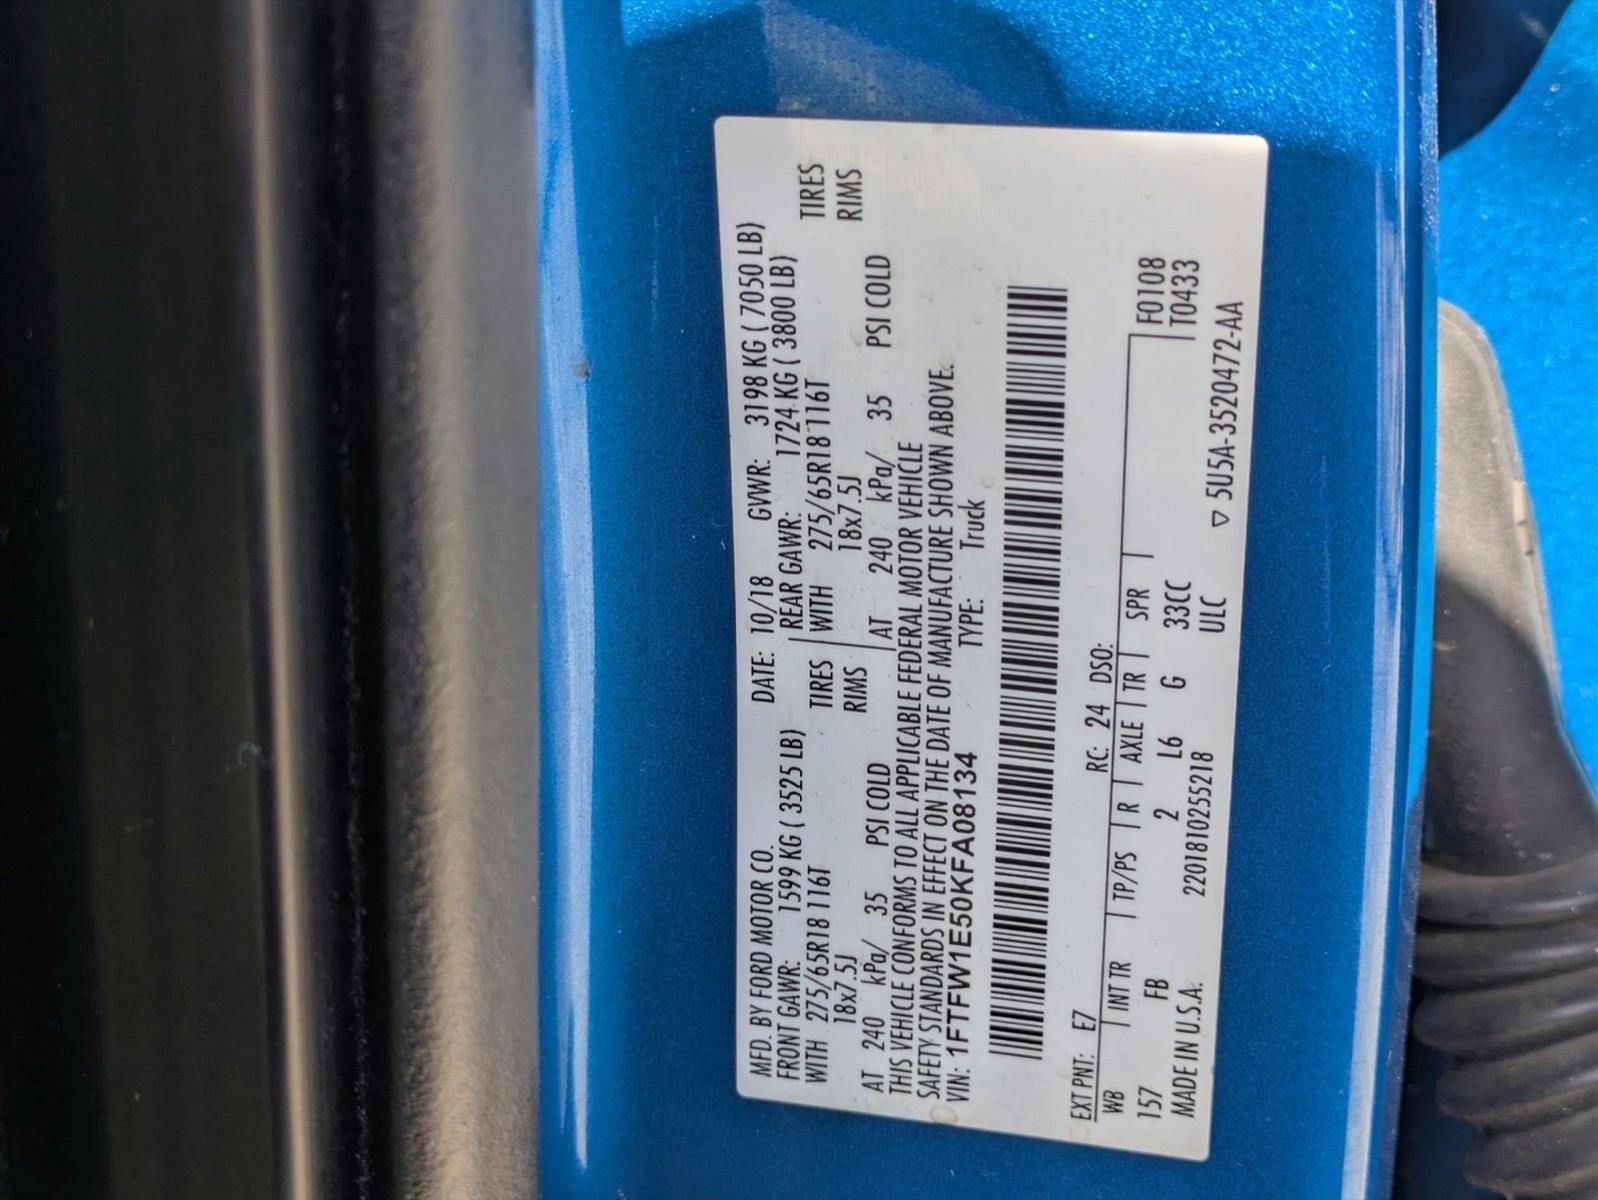 MFD. BY FORD MOTOR CO. DATE: 10/18 GVWR: 3198 KG ( 7050 LB)
FRONT GAWR: 1599 KG ( 3525 LB) REAR GAWR: 1724 KG ( 3800 LB)
WITH 275/65R18 116T TIRES WITH 275/65R18 116T TIRES
18x7.5J RIMS 18x7.5J RIMS
AT 240 kPa/ 35 PSI COLD AT 240 kPa/ 35 PSI COLD
THIS VEHICLE CONFORMS TO ALL APPLICABLE FEDERAL MOTOR VEHICLE
SAFETY STANDARDS IN EFFECT ON THE DATE OF MANUFACTURE SHOWN ABOVE.
VIN: 1FTFW1E50KFA08134 TYPE: Truck
EXT PNT: E7 RC: 24 DSO:
WB INT TR TP/PS R AXLE TR SPR F0108
157 FB 2 L6 G 33CC T0433
MADE IN U.S.A. 220181025218 ULC
▽ 5U5A-3520472-AA